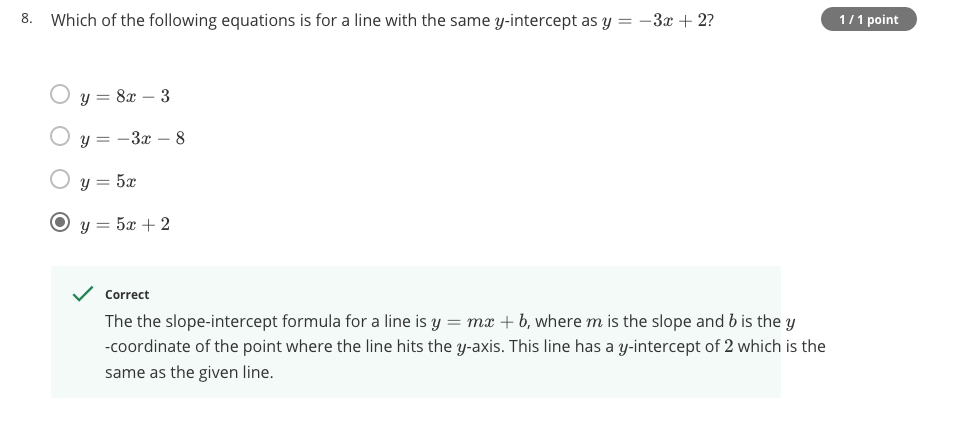 8. Which of the following equations is for a line with the same y-intercept as y = −3x + 2?
1 / 1 point
y = 8x − 3
y = −3x − 8
y = 5x
y = 5x + 2
Correct
The the slope-intercept formula for a line is y = mx + b, where m is the slope and b is the y
-coordinate of the point where the line hits the y-axis. This line has a y-intercept of 2 which is the
same as the given line.